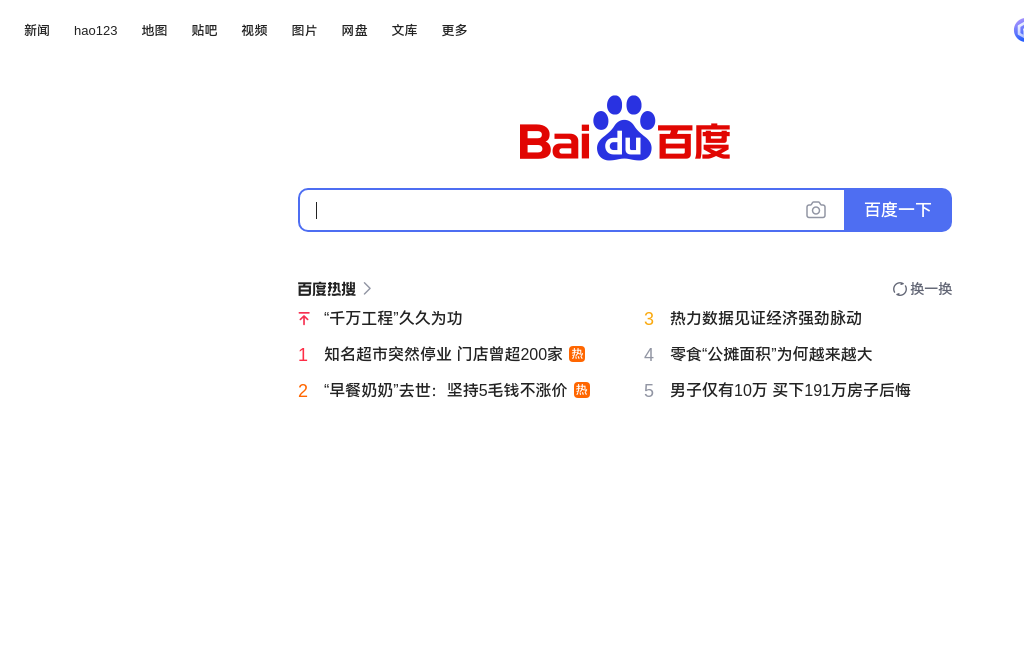 新闻 hao123 地图 贴吧 视频 图片 网盘 文库 更多
Baidu百度
百度一下
百度热搜 换一换
“千万工程”久久为功
1 知名超市突然停业 门店曾超200家 热
2 “早餐奶奶”去世：坚持5毛钱不涨价 热
3 热力数据见证经济强劲脉动
4 零食“公摊面积”为何越来越大
5 男子仅有10万 买下191万房子后悔